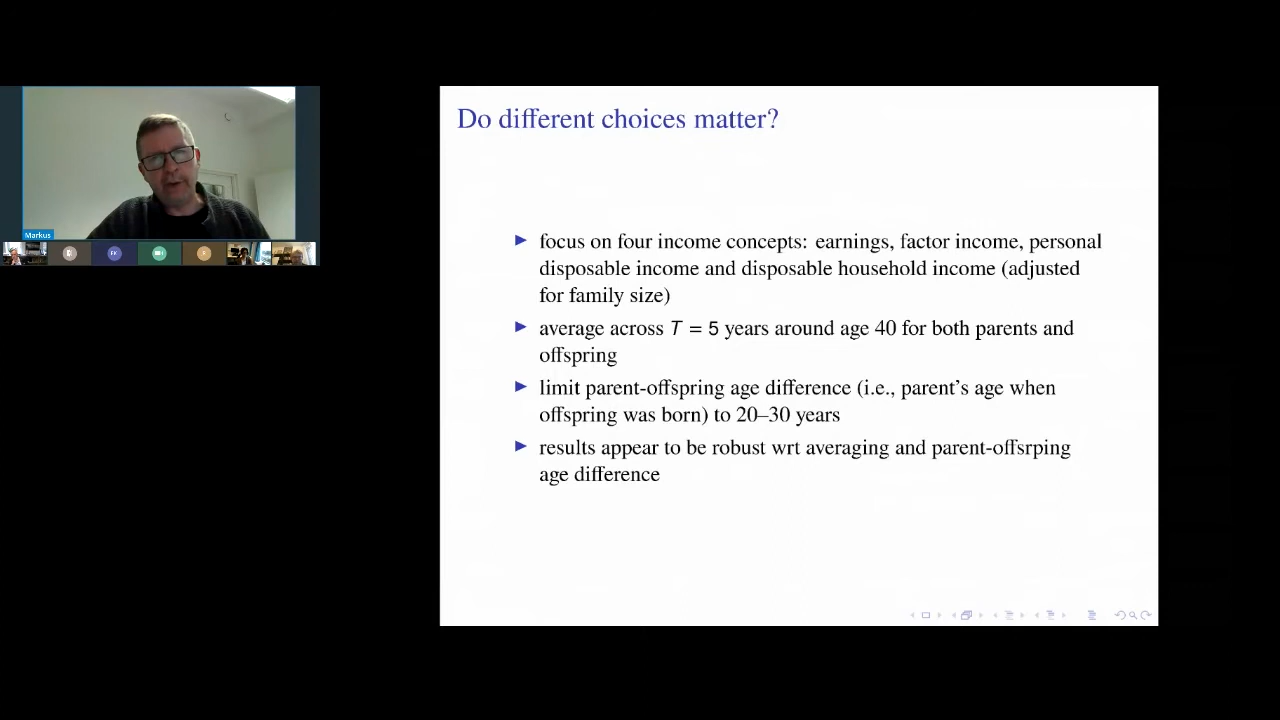 Do different choices matter?
focus on four income concepts: earnings, factor income, personal
disposable income and disposable household income (adjusted
for family size)
average across T = 5 years around age 40 for both parents and
offspring
limit parent-offspring age difference (i.e., parent's age when
offspring was born) to 20–30 years
results appear to be robust wrt averaging and parent-offsrping
age difference
Markus